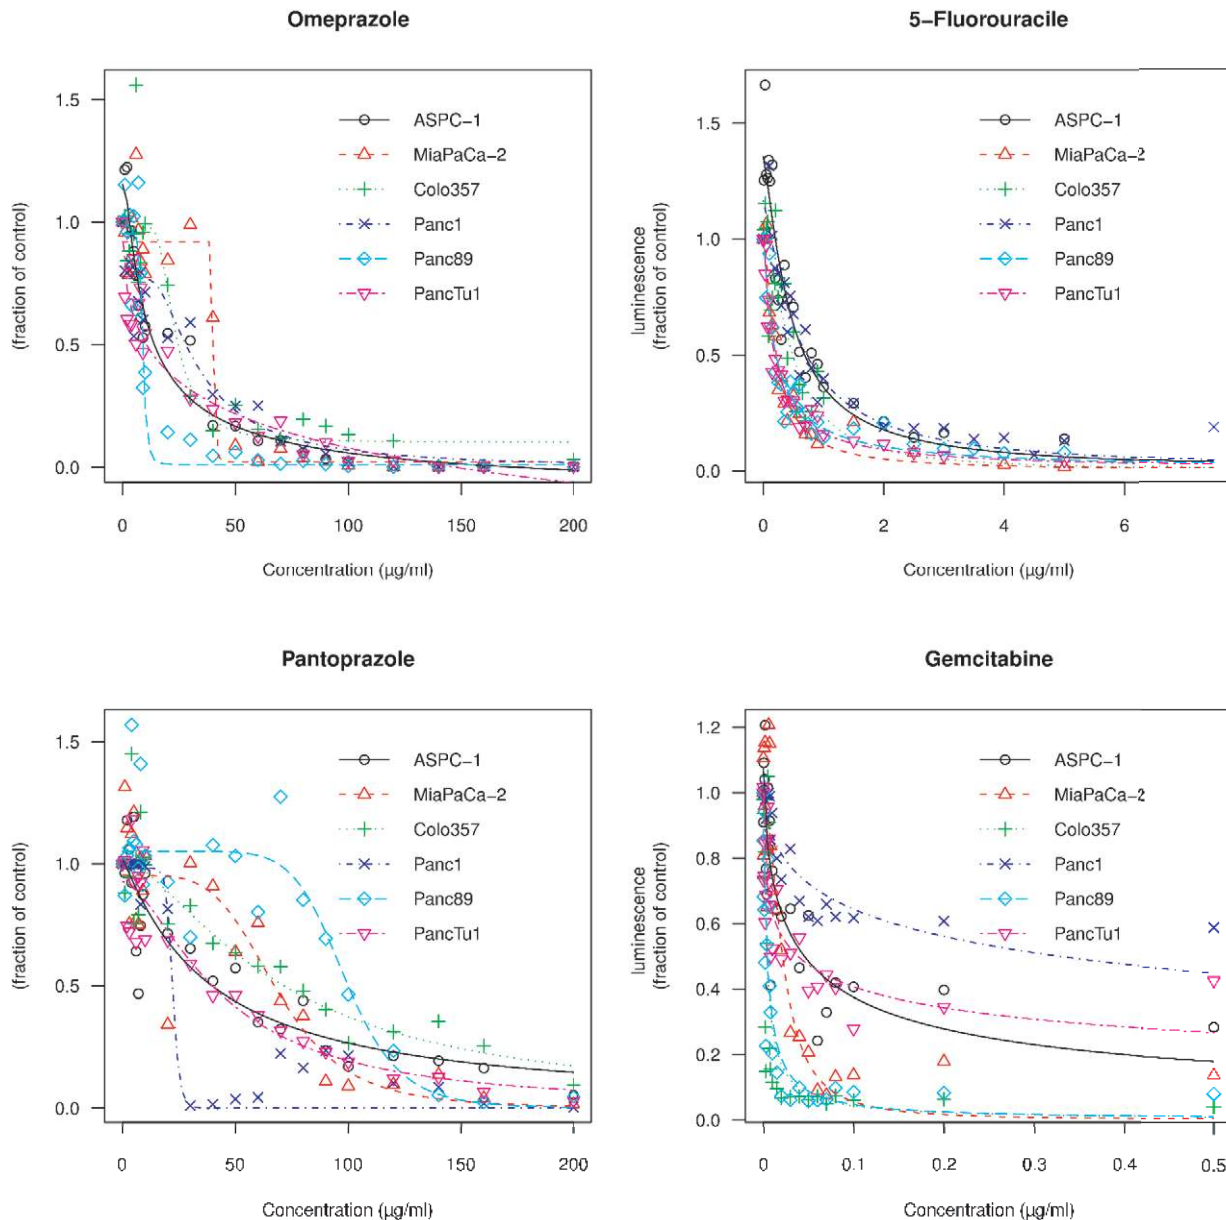 Omeprazole
(fraction of control)
1.5
1.0
0.5
0.0
ASPC-1
MiaPaCa-2
Colo357
Panc1
Panc89
PancTu1
0 50 100 150 200
Concentration (µg/ml)
5-Fluorouracile
luminescence
(fraction of control)
1.5
1.0
0.5
0.0
ASPC-1
MiaPaCa-2
Colo357
Panc1
Panc89
PancTu1
0 2 4 6
Concentration (µg/ml)
Pantoprazole
(fraction of control)
1.5
1.0
0.5
0.0
ASPC-1
MiaPaCa-2
Colo357
Panc1
Panc89
PancTu1
0 50 100 150 200
Concentration (µg/ml)
Gemcitabine
luminescence
(fraction of control)
1.2
1.0
0.8
0.6
0.4
0.2
0.0
ASPC-1
MiaPaCa-2
Colo357
Panc1
Panc89
PancTu1
0 0.1 0.2 0.3 0.4 0.5
Concentration (µg/ml)